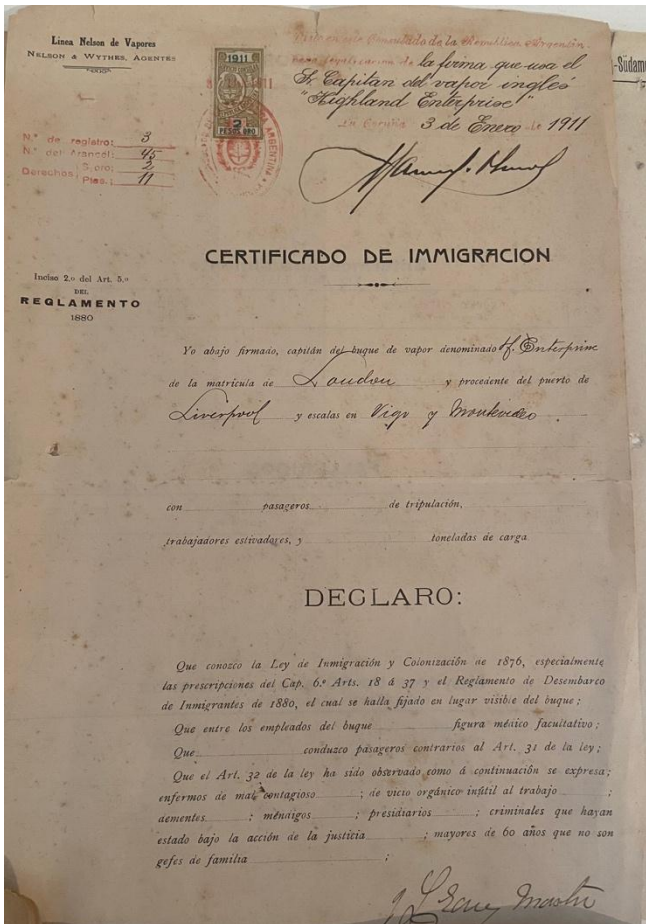 Linea Nelson de Vapores
NELSON & WYTHES, AGENTES
N.º de registro: 3
N.º del Arancel: 45
Derechos S. oro: 2
Ptas.: 11
1911
2
PESOS ORO
ARGENTINA
Consulado de la República Argentina
la firma que usa el
Sr. Capitan del vapor inglés
"Highland Enterprise"
La Coruña 3 de Enero de 1911
-Südam
CERTIFICADO DE IMMIGRACION
Inciso 2.º del Art. 5.º
DEL
REGLAMENTO
1880
Yo abajo firmado, capitán del buque de vapor denominado H. Enterprise
de la matrícula de London y procedente del puerto de
Liverpool y escalas en Vigo y Montevideo
con pasageros de tripulación,
trabajadores estivadores, y toneladas de carga.
DECLARO:
Que conozco la Ley de Inmigración y Colonización de 1876, especialmente
las prescripciones del Cap. 6.º Arts. 18 á 37 y el Reglamento de Desembarco
de Inmigrantes de 1880, el cual se halla fijado en lugar visible del buque;
Que entre los empleados del buque figura médico facultativo;
Que conduzco pasageros contrarios al Art. 31 de la ley;
Que el Art. 32 de la ley ha sido observado como á continuación se expresa;
enfermos de mal contagioso ; de vicio orgánico inútil al trabajo ;
dementes ; méndigos ; presidiarios ; criminales que hayan
estado bajo la acción de la justicia ; mayores de 60 años que no son
gefes de familia ;
Master